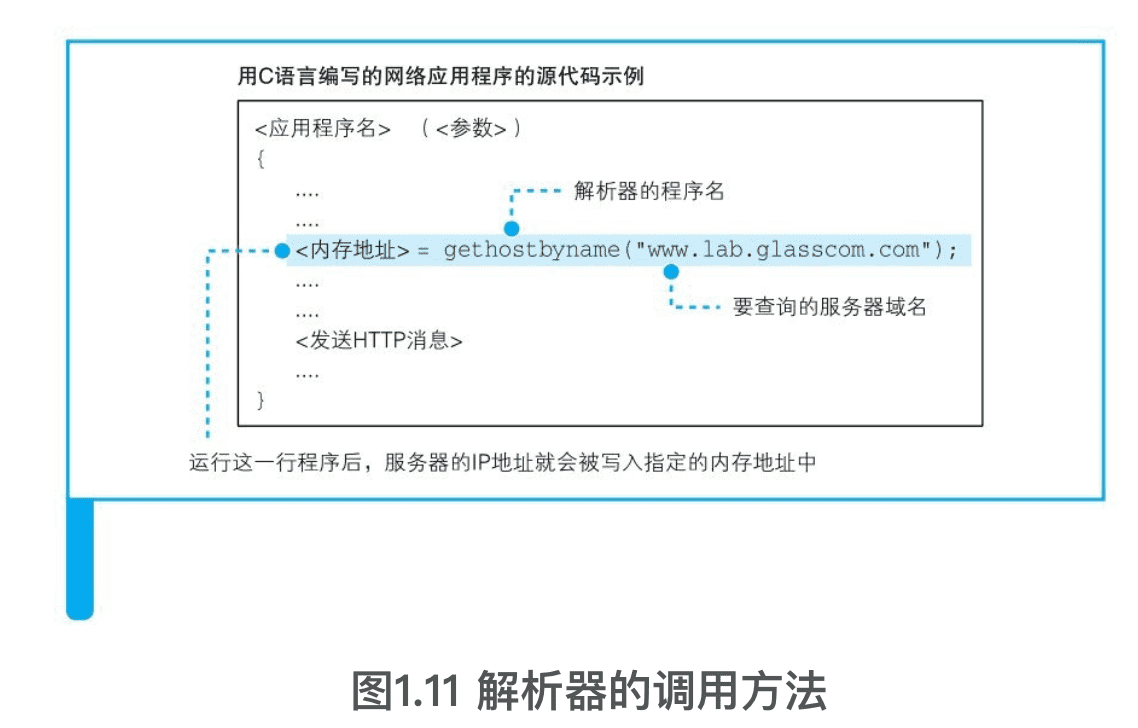 用C语言编写的网络应用程序的源代码示例
<应用程序名> （<参数>）
{
....
解析器的程序名
....
<内存地址> = gethostbyname("www.lab.glasscom.com");
....
....
要查询的服务器域名
<发送HTTP消息>
....
}
运行这一行程序后，服务器的IP地址就会被写入指定的内存地址中
图1.11 解析器的调用方法